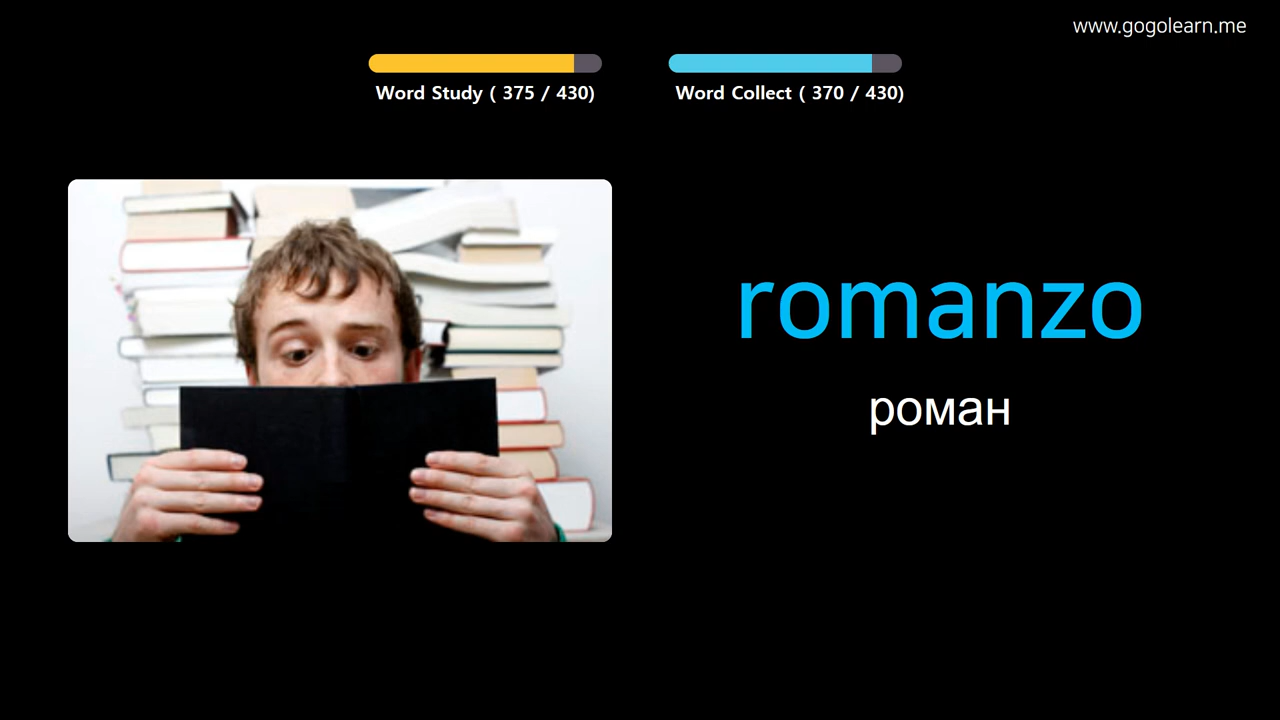 www.gogolearn.me
Word Study ( 375 / 430)
Word Collect ( 370 / 430)
romanzo
роман